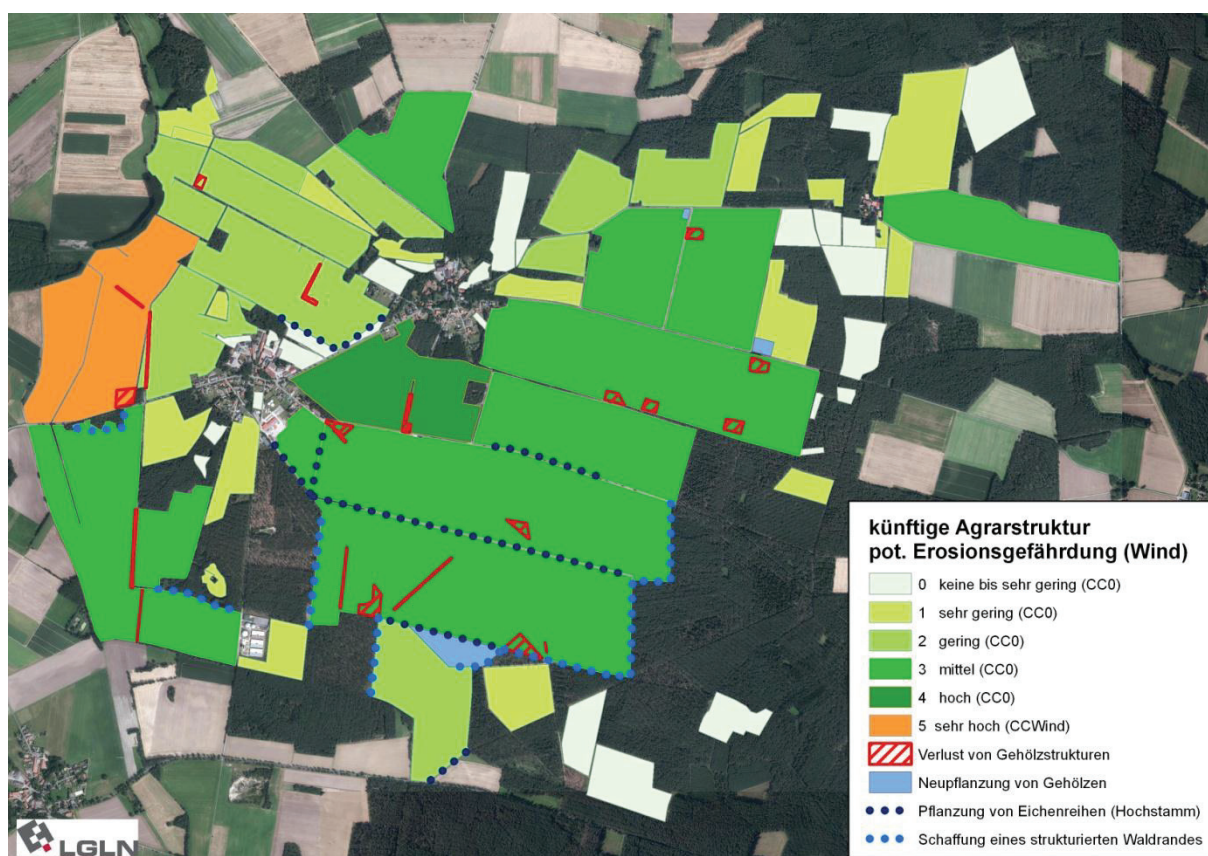 künftige Agrarstruktur
pot. Erosionsgefährdung (Wind)
0 keine bis sehr gering (CC0)
1 sehr gering (CC0)
2 gering (CC0)
3 mittel (CC0)
4 hoch (CC0)
5 sehr hoch (CCWind)
Verlust von Gehölzstrukturen
Neupflanzung von Gehölzen
Pflanzung von Eichenreihen (Hochstamm)
Schaffung eines strukturierten Waldrandes
LGLN